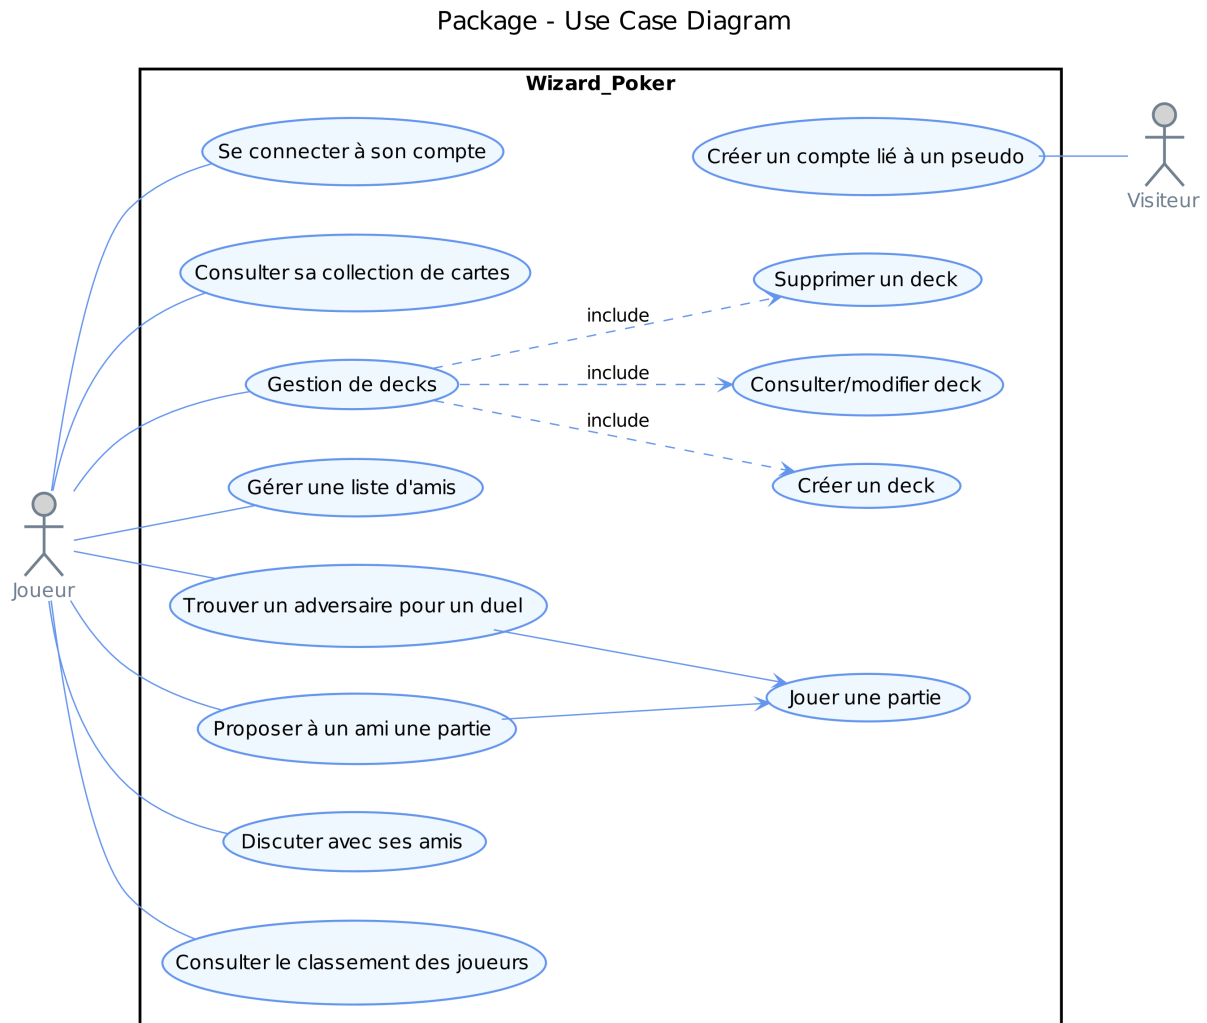 Package - Use Case Diagram
Wizard_Poker
Se connecter à son compte
Créer un compte lié à un pseudo
Visiteur
Consulter sa collection de cartes
Supprimer un deck
include
Gestion de decks
include
Consulter/modifier deck
include
Gérer une liste d'amis
Créer un deck
Joueur
Trouver un adversaire pour un duel
Jouer une partie
Proposer à un ami une partie
Discuter avec ses amis
Consulter le classement des joueurs